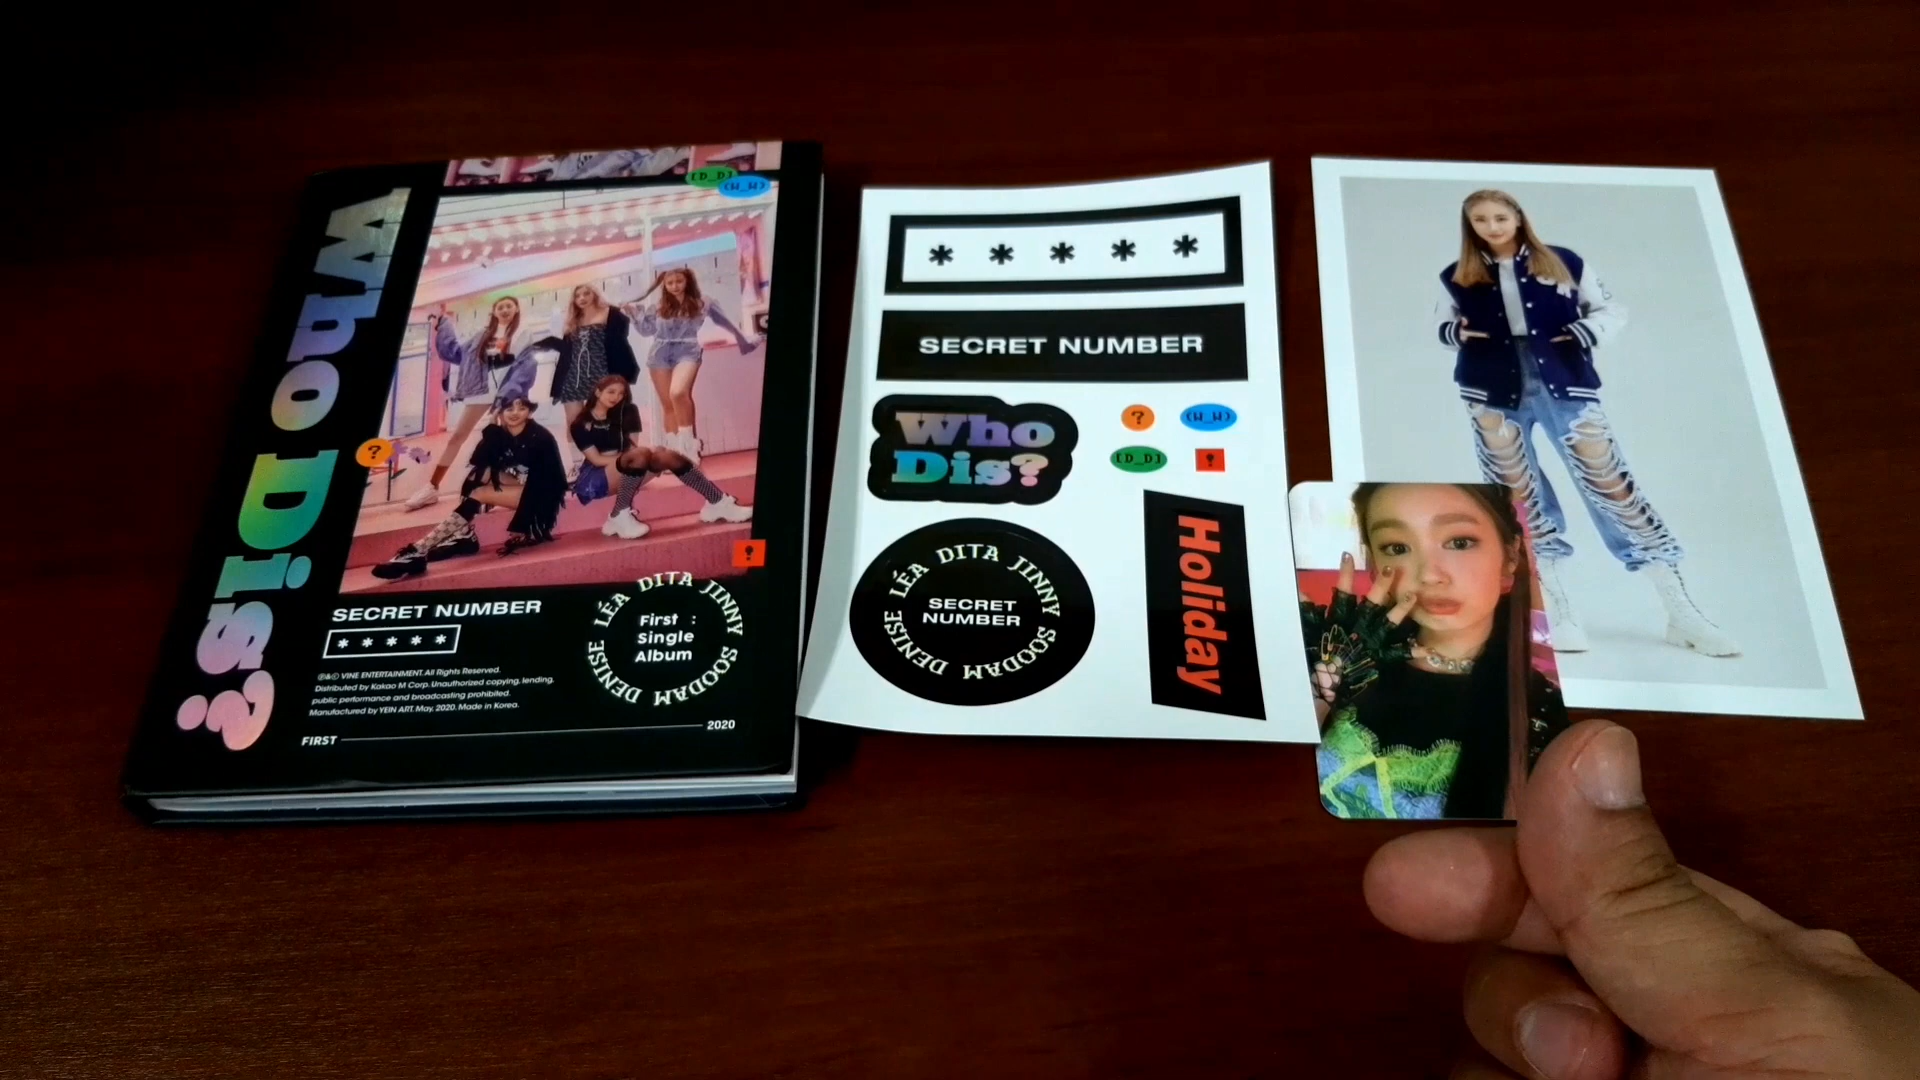 Who Dis?
[D_D]
(W_W)
?
!
SECRET NUMBER
* * * * *
℗&© VINE ENTERTAINMENT. All Rights Reserved.
Distributed by Kakao M Corp. Unauthorized copying, lending,
public performance and broadcasting prohibited.
Manufactured by YEIN ART. May. 2020. Made in Korea.
LÉA DITA JINNY SOODAM DENISE
First :
Single
Album
FIRST
2020
* * * * *
SECRET NUMBER
Who
Dis?
?
(W_W)
[D_D]
!
LÉA DITA JINNY SOODAM DENISE
SECRET
NUMBER
Holiday